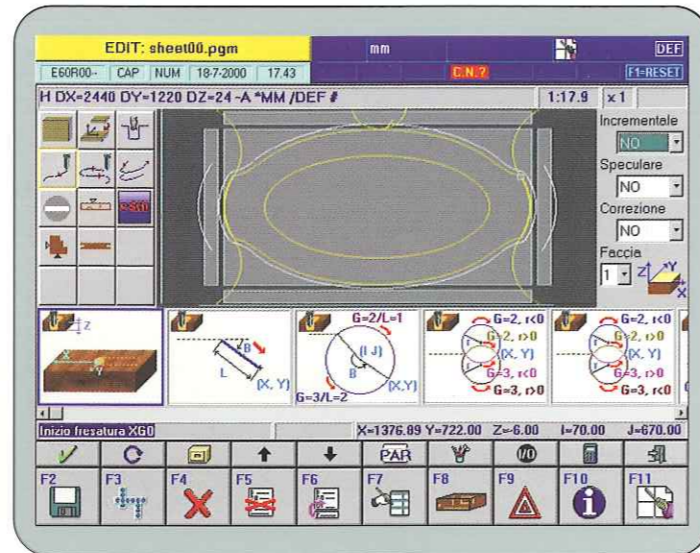 EDIT: sheet00.pgm mm DEF
E60R00-- CAP NUM 18-7-2000 17.43 C.N.? F1=RESET
H DX=2440 DY=1220 DZ=24 -A *MM /DEF # 1:17.9 x 1
Incrementele
NO
Speculare
NO
Correzione
NO
Faccia
1 Z Y X
Z X Y
B L (X, Y)
G=2/L=1 (I J) B (X,Y) G=3/L=2
G=2, r<0 G=2, r>0 (X, Y) G=3, r<0 G=3, r>0
G=2, r<0 G=2, r>0 (X, Y) G=3, r>0 G=3, r<0
Inizio fresatura XG0 X=1376.89 Y=722.00 Z=-6.00 I=70.00 J=670.00
PAR I/O
F2 F3 F4 F5 F6 F7 F8 F9 F10 F11